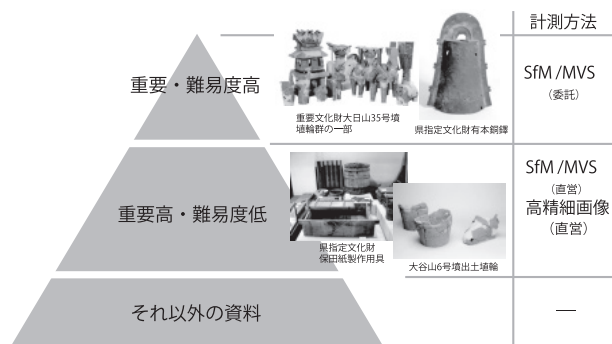 計測方法
重要・難易度高
SfM /MVS
（委託）
重要文化財大日山35号墳
埴輪群の一部
県指定文化財有本銅鐸
重要高・難易度低
SfM /MVS
（直営）
高精細画像
（直営）
県指定文化財
保田紙製作用具
大谷山6号墳出土埴輪
それ以外の資料
―